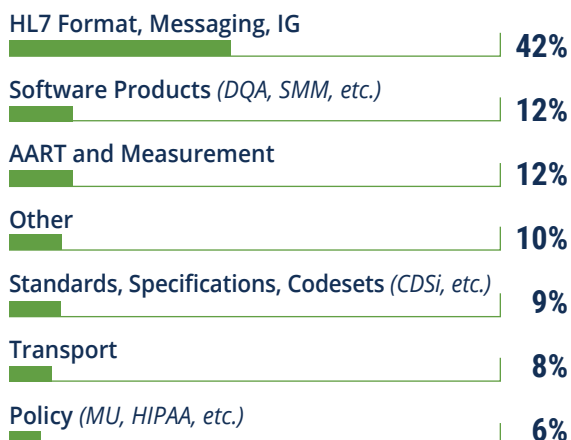 HL7 Format, Messaging, IG
42%
Software Products (DQA, SMM, etc.)
12%
AART and Measurement
12%
Other
10%
Standards, Specifications, Codesets (CDSi, etc.)
9%
Transport
8%
Policy (MU, HIPAA, etc.)
6%